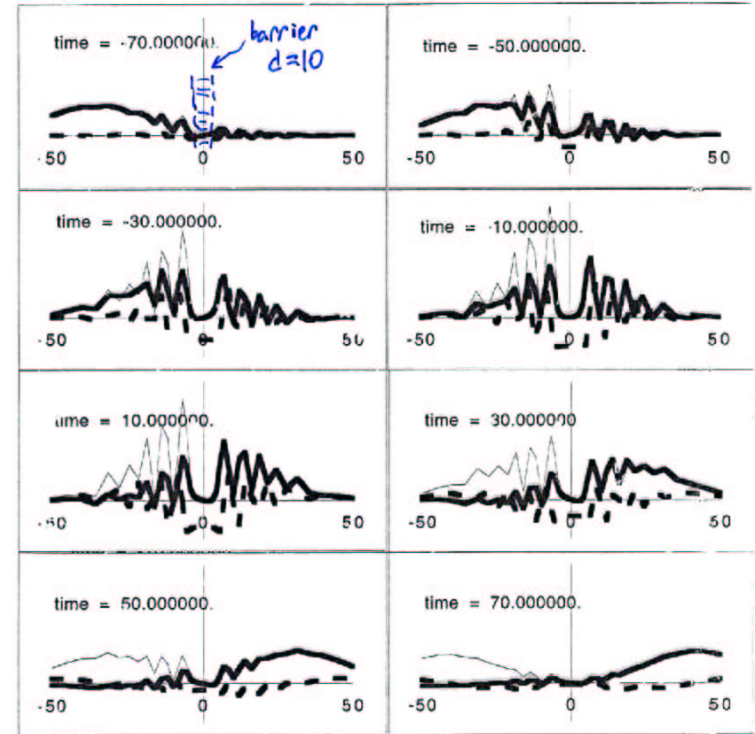 time = -70.000000.
barrier
d=10
-50 0 50
time = -50.000000.
-50 0 50
time = -30.000000.
-50 0 50
time = -10.000000.
-50 0 50
time = 10.000000.
-50 0 50
time = 30.000000
-50 0 50
time = 50.000000.
-50 0 50
time = 70.000000.
-50 0 50